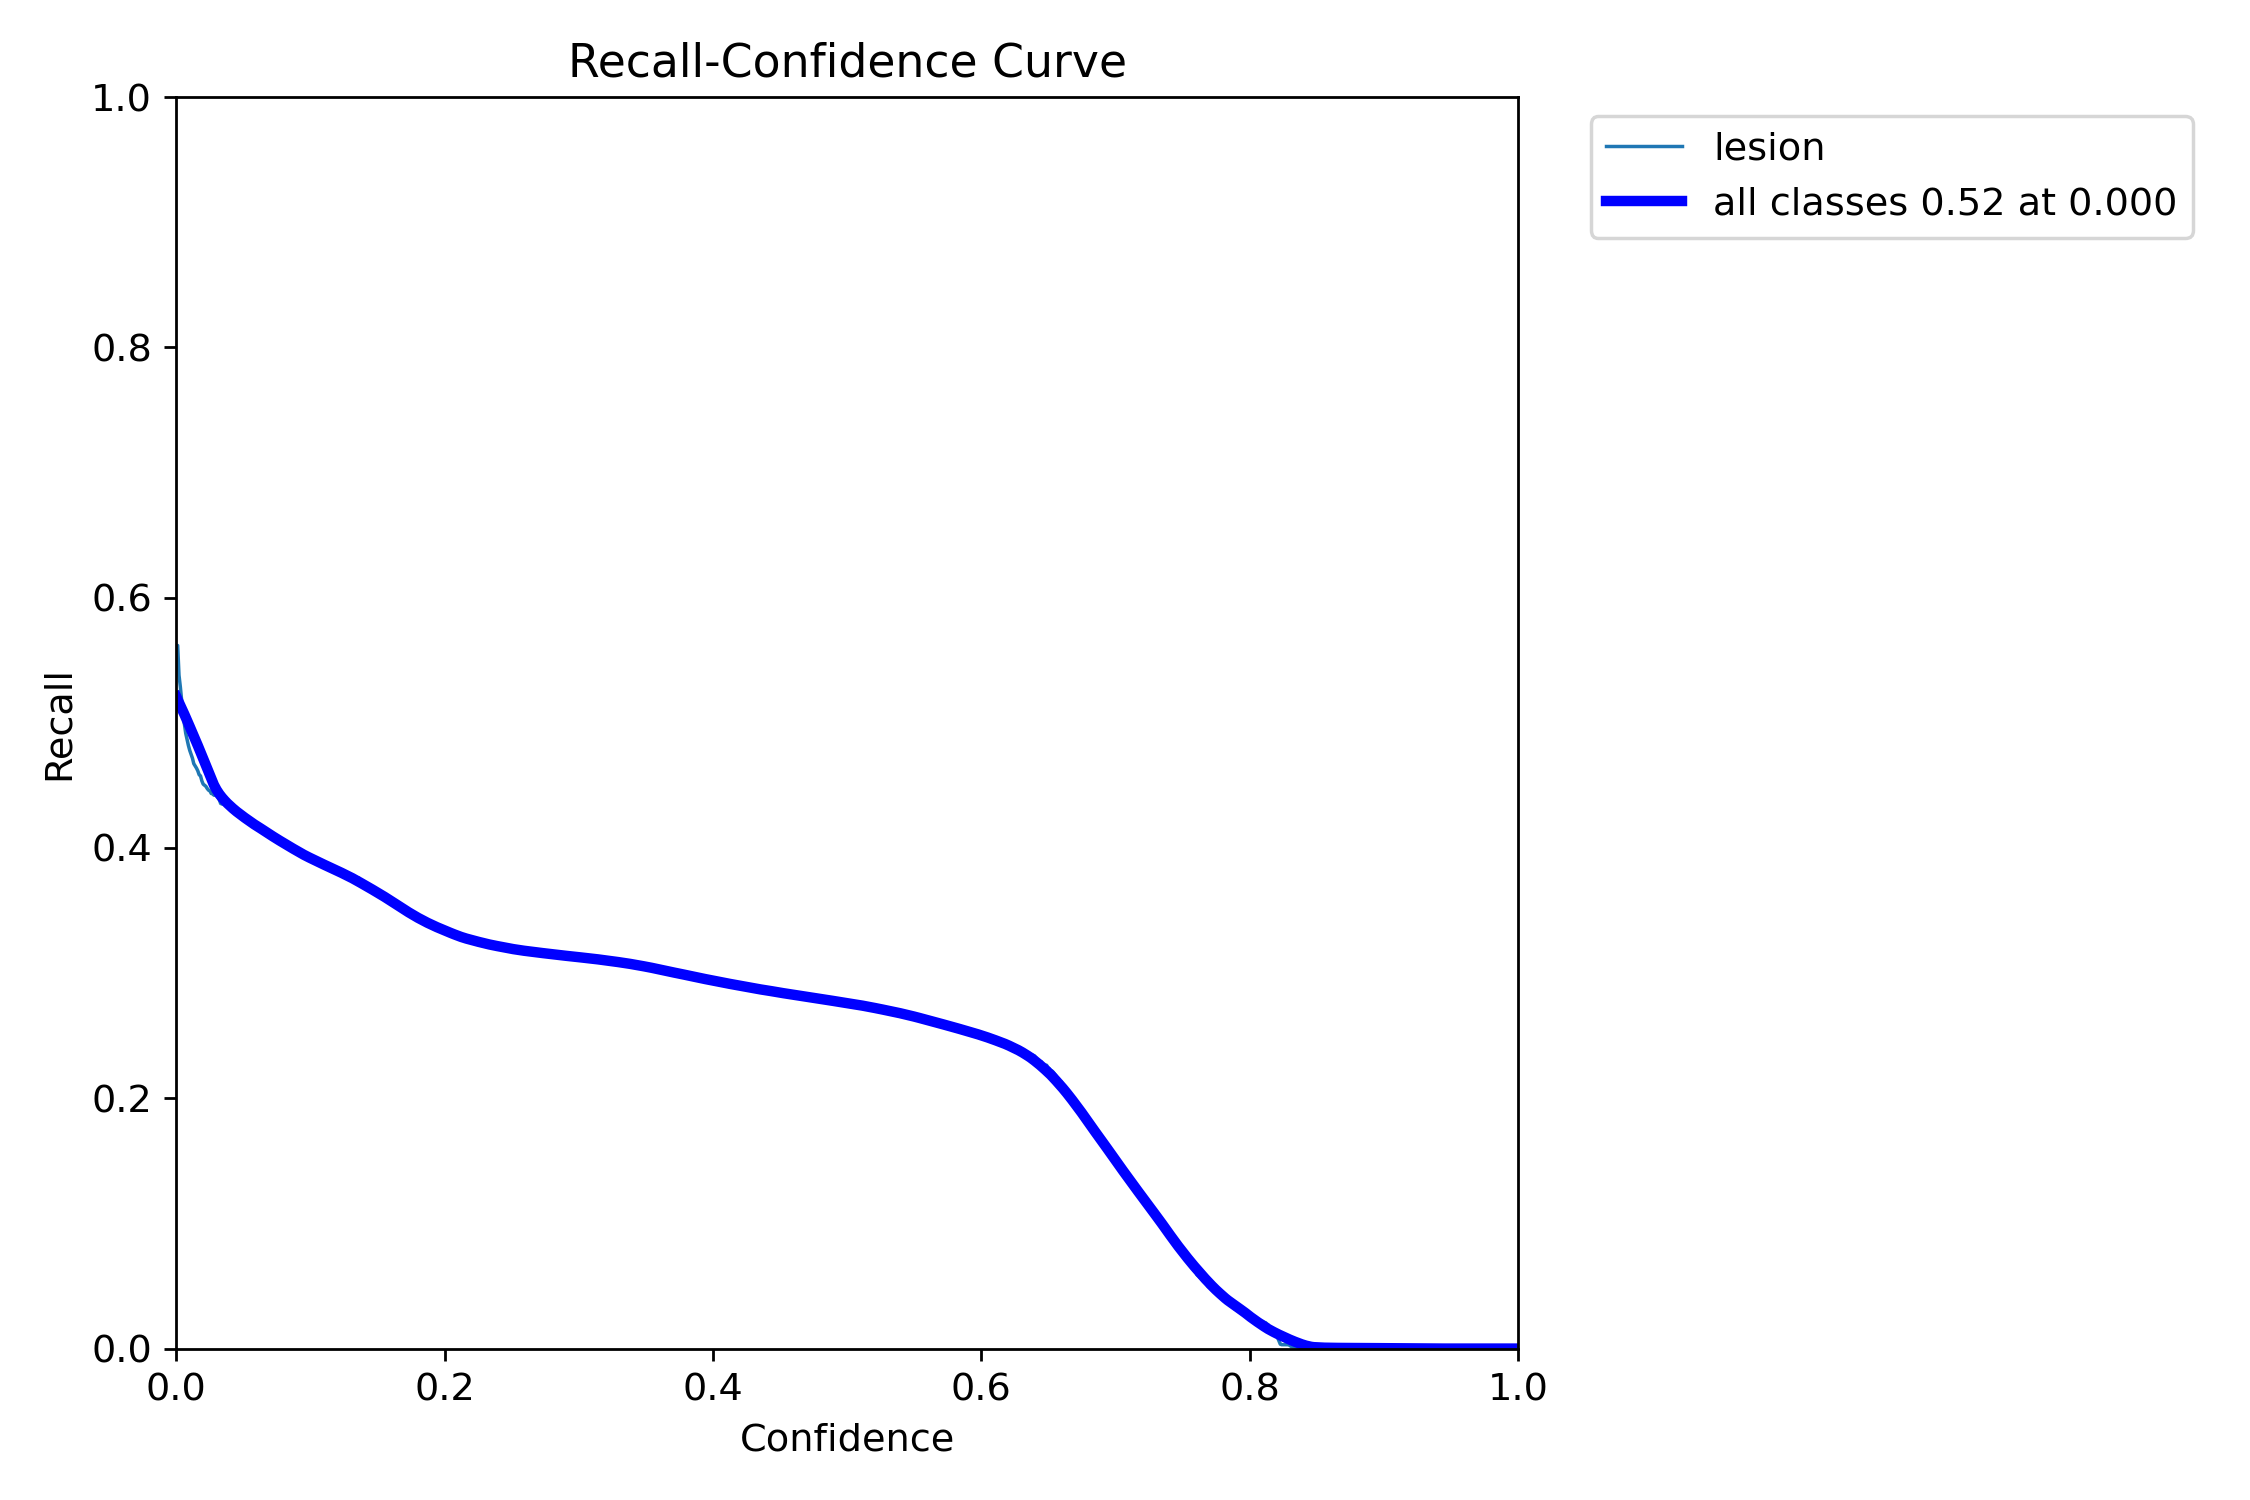 Recall-Confidence Curve
1.0
0.8
0.6
0.4
0.2
0.0
Recall
0.0 0.2 0.4 0.6 0.8 1.0
Confidence
lesion
all classes 0.52 at 0.000